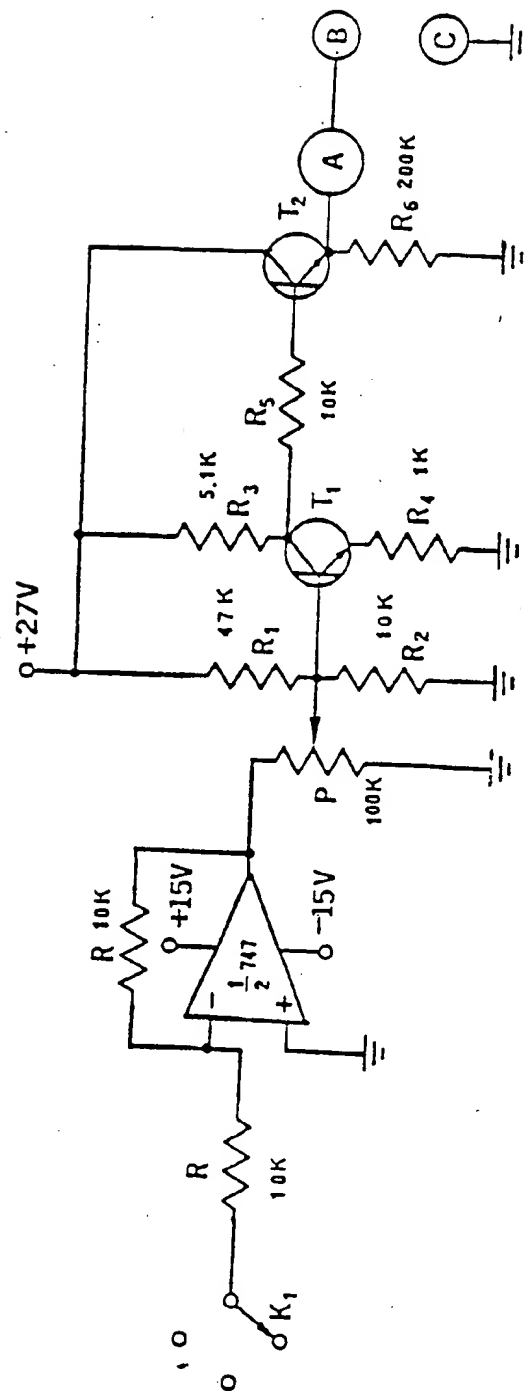 K1
R
10K
R 10K
+15V
-15V
1/2 747
-
+
P
100K
+27V
47K
R1
10K
R2
5.1K
R3
T1
R4 1K
R5
10K
T2
R6 200K
A
B
C